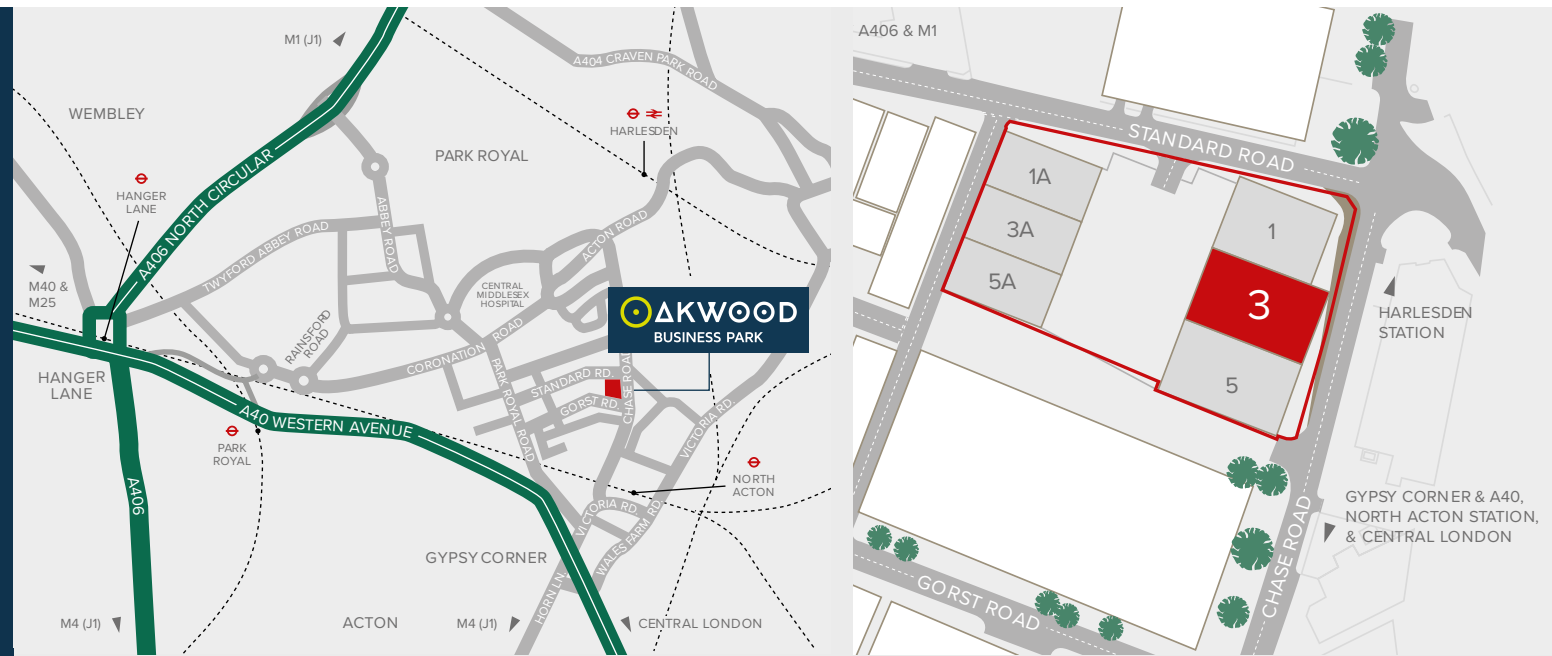 M1 (J1)
A404 CRAVEN PARK ROAD
WEMBLEY
HARLESDEN
PARK ROYAL
HANGER
LANE
A406 NORTH CIRCULAR
ABBEY ROAD
TWYFORD ABBEY ROAD
ACTON ROAD
M40 &
M25
CENTRAL
MIDDLESEX
HOSPITAL
OAKWOOD
BUSINESS PARK
RAINSFORD
ROAD
CORONATION ROAD
HANGER
LANE
STANDARD RD.
GORST RD.
CHASE ROAD
PARK ROYAL ROAD
VICTORIA RD.
A40 WESTERN AVENUE
PARK
ROYAL
NORTH
ACTON
A406
VICTORIA RD.
WALES FARM RD.
GYPSY CORNER
HORN LN.
M4 (J1)
ACTON
M4 (J1)
CENTRAL LONDON
A406 & M1
STANDARD ROAD
1A
3A
5A
1
3
5
HARLESDEN
STATION
GYPSY CORNER & A40,
NORTH ACTON STATION,
& CENTRAL LONDON
CHASE ROAD
GORST ROAD